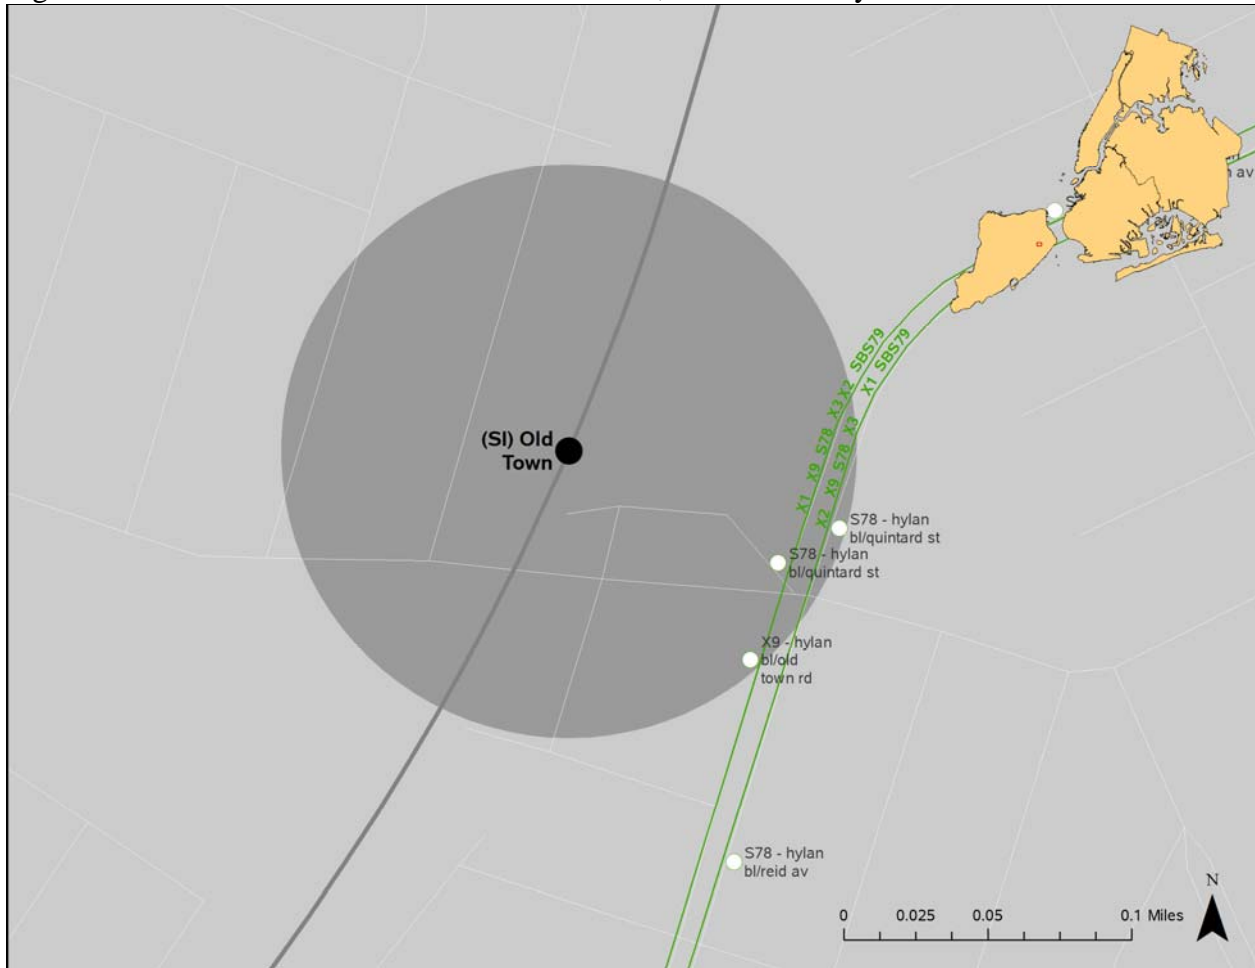 n av
X1 X9 S78 X3 X2 SBS79
X2 X9 S78 X3 X1 SBS79
(SI) Old
Town
S78 - hylan
bl/quintard st
S78 - hylan
bl/quintard st
X9 - hylan
bl/old
town rd
S78 - hylan
bl/reid av
N
0 0.025 0.05 0.1 Miles